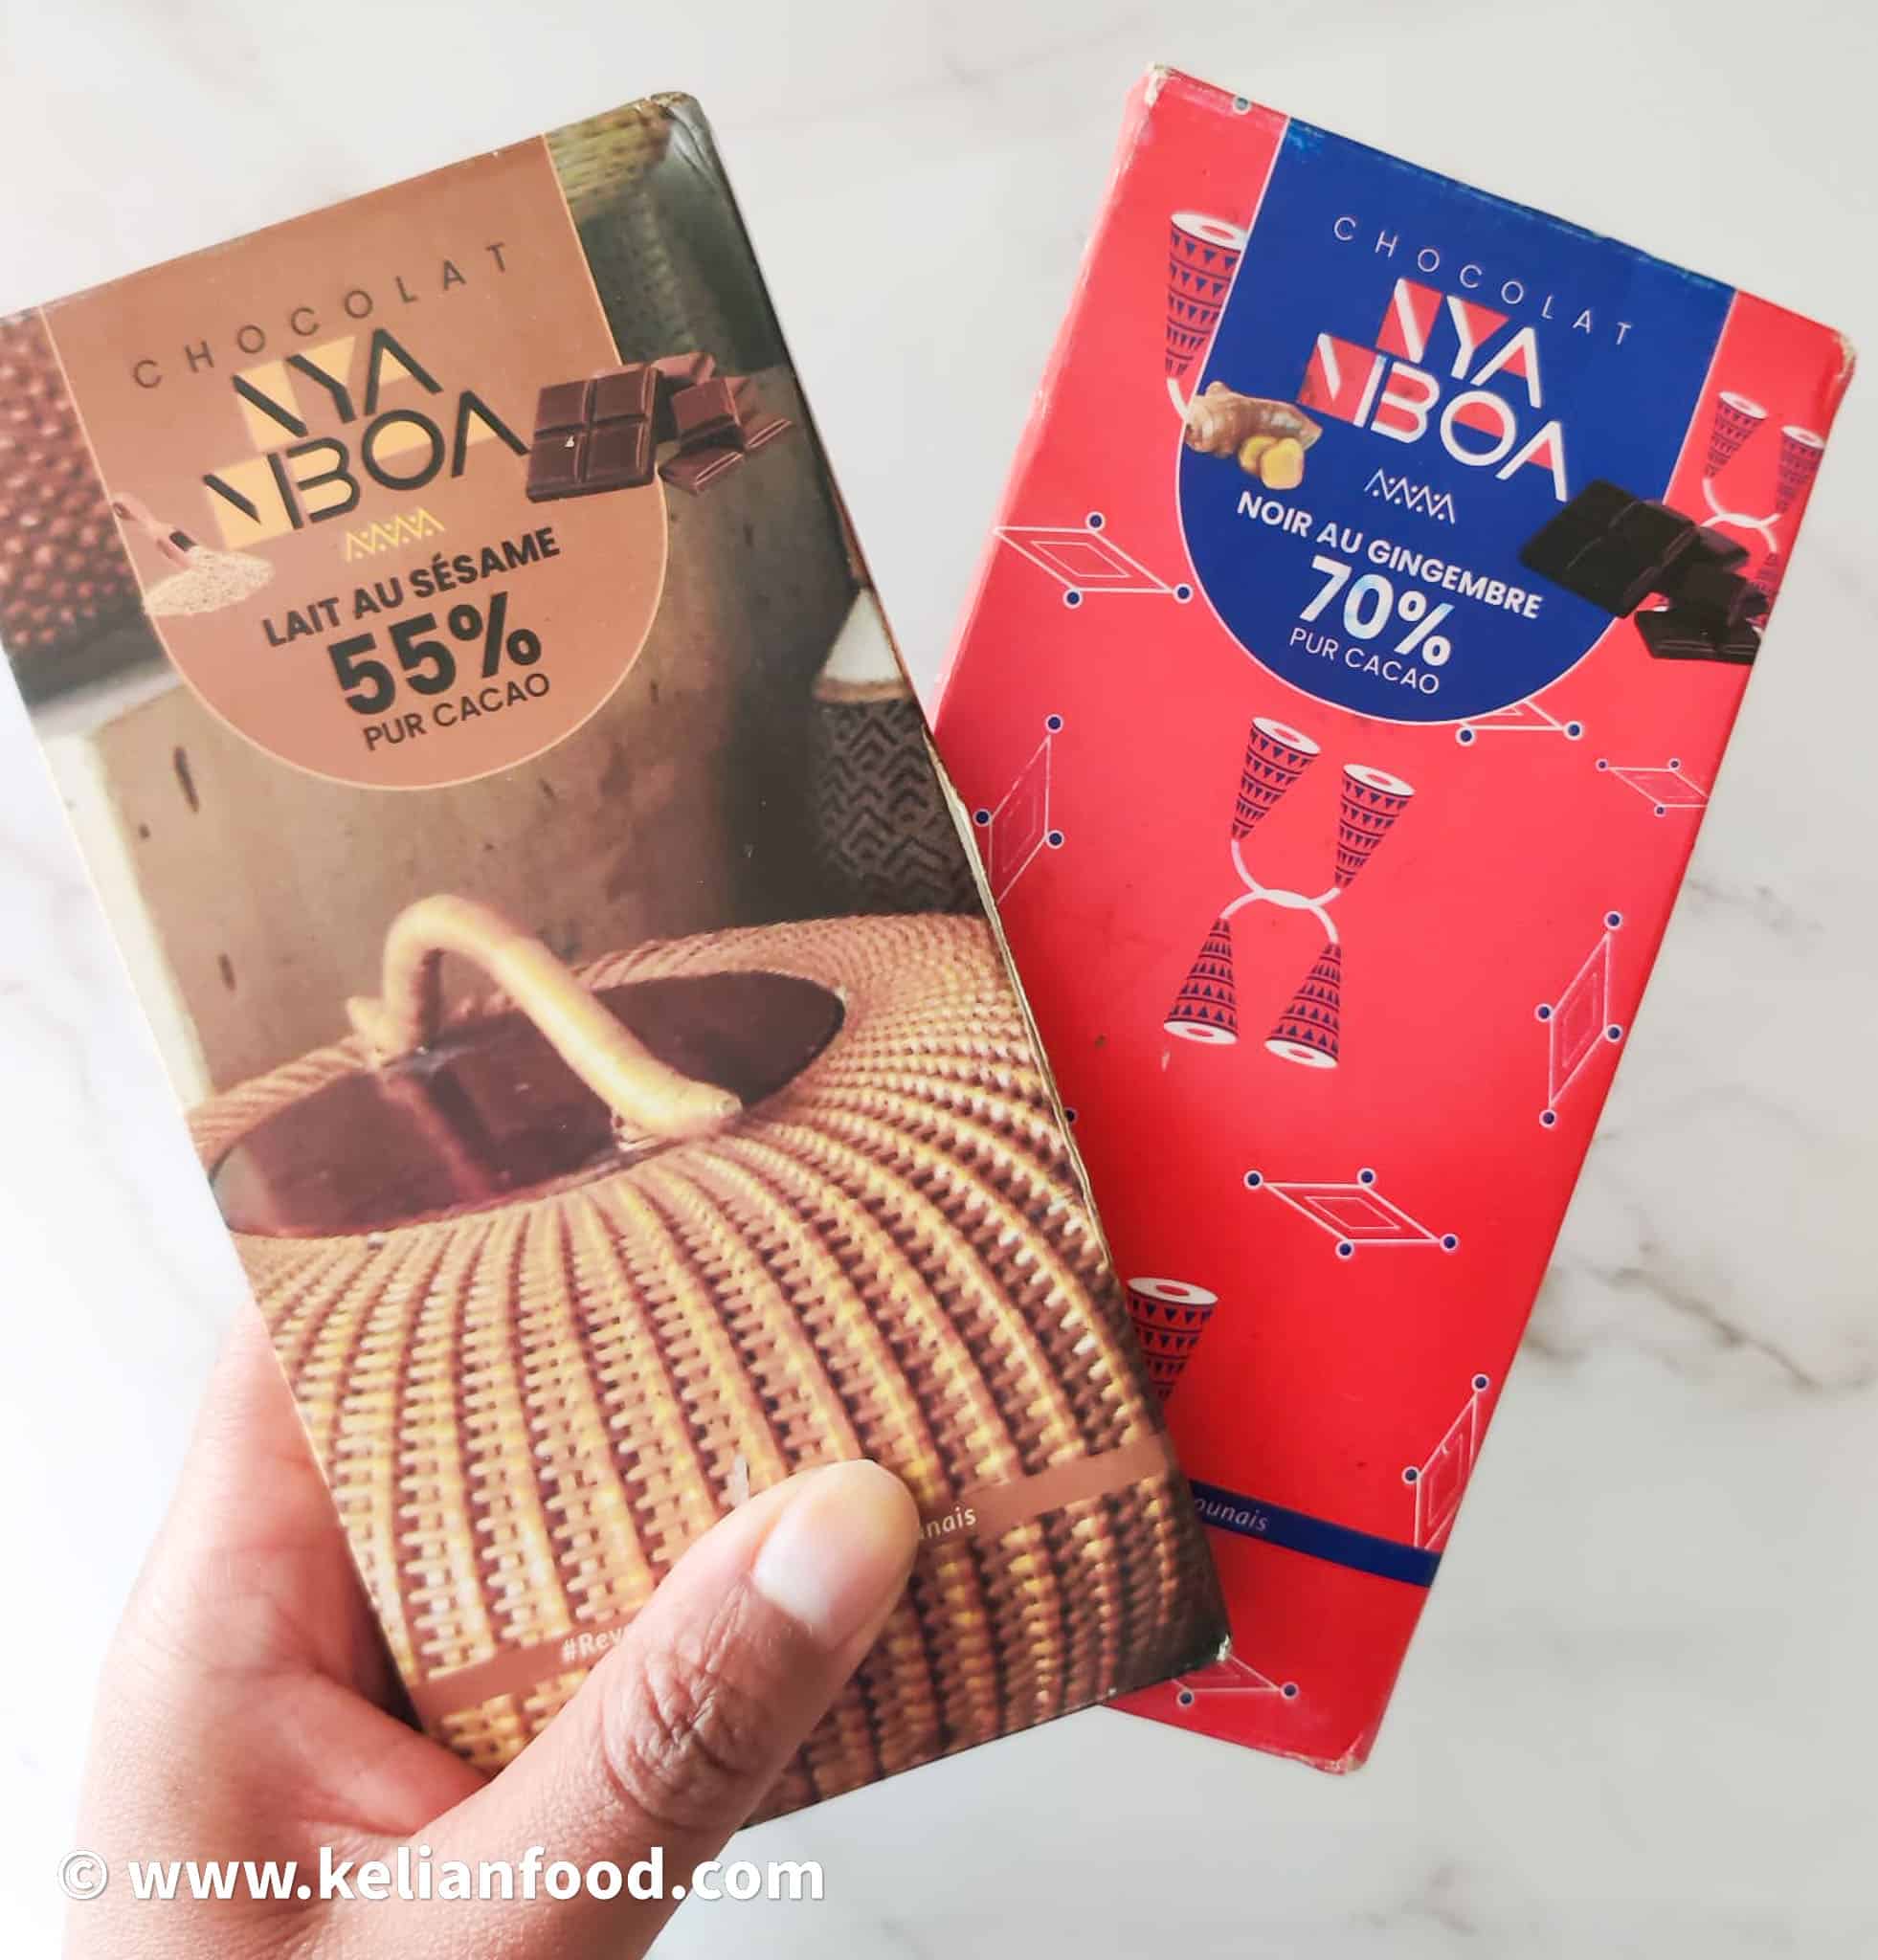 CHOCOLAT
NYA
NBOA
LAIT AU SÉSAME
55%
PUR CACAO
CHOCOLAT
NYA
NBOA
NOIR AU GINGEMBRE
70%
PUR CACAO
© www.kelianfood.com